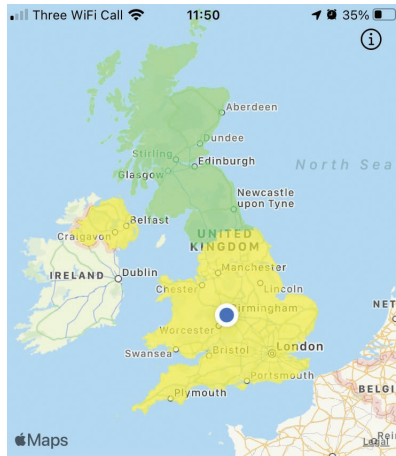 Three WiFi Call 11:50 35%
Aberdeen
Dundee
Stirling
Edinburgh
Glasgow
North Sea
Newcastle
upon Tyne
Belfast
Craigavon
UNITED
KINGDOM
Manchester
IRELAND
Dublin
Chester
Lincoln
Birmingham
NET
Worcester
London
Swansea
Bristol
Portsmouth
BELGI
Plymouth
Maps
Legal